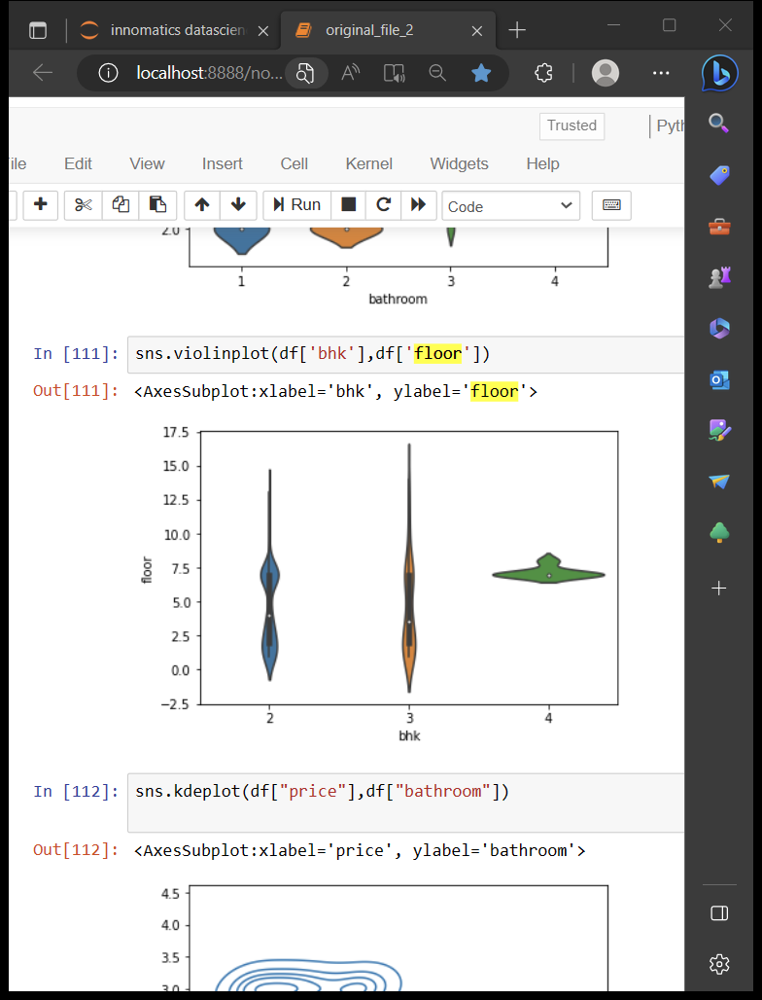 innomatics datascien
original_file_2
localhost:8888/no...
Trusted
Pyth
ile Edit View Insert Cell Kernel Widgets Help
Run
Code
2.0
1 2 3 4
bathroom
In [111]: sns.violinplot(df['bhk'],df['floor'])
Out[111]: <AxesSubplot:xlabel='bhk', ylabel='floor'>
17.5
15.0
12.5
10.0
7.5
5.0
2.5
0.0
−2.5
floor
2 3 4
bhk
In [112]: sns.kdeplot(df["price"],df["bathroom"])
Out[112]: <AxesSubplot:xlabel='price', ylabel='bathroom'>
4.5
4.0
3.5
3.0